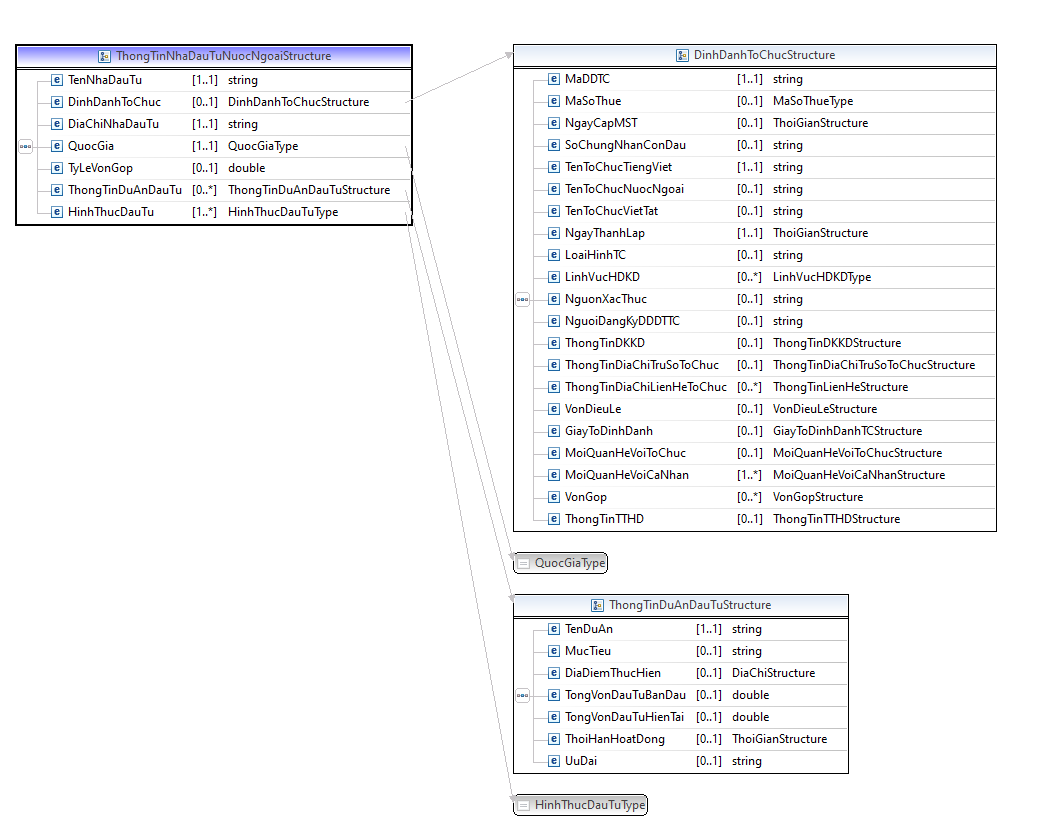 ThongTinNhaDauTuNuocNgoaiStructure
e TenNhaDauTu [1..1] string
e DinhDanhToChuc [0..1] DinhDanhToChucStructure
e DiaChiNhaDauTu [1..1] string
e QuocGia [1..1] QuocGiaType
e TyLeVonGop [0..1] double
e ThongTinDuAnDauTu [0..*] ThongTinDuAnDauTuStructure
e HinhThucDauTu [1..*] HinhThucDauTuType
DinhDanhToChucStructure
e MaDDTC [1..1] string
e MaSoThue [0..1] MaSoThueType
e NgayCapMST [0..1] ThoiGianStructure
e SoChungNhanConDau [0..1] string
e TenToChucTiengViet [1..1] string
e TenToChucNuocNgoai [0..1] string
e TenToChucVietTat [0..1] string
e NgayThanhLap [1..1] ThoiGianStructure
e LoaiHinhTC [0..1] string
e LinhVucHDKD [0..*] LinhVucHDKDType
e NguonXacThuc [0..1] string
e NguoiDangKyDDDTTC [0..1] string
e ThongTinDKKD [0..1] ThongTinDKKDStructure
e ThongTinDiaChiTruSoToChuc [0..1] ThongTinDiaChiTruSoToChucStructure
e ThongTinDiaChiLienHeToChuc [0..*] ThongTinLienHeStructure
e VonDieuLe [0..1] VonDieuLeStructure
e GiayToDinhDanh [0..1] GiayToDinhDanhTCStructure
e MoiQuanHeVoiToChuc [0..1] MoiQuanHeVoiToChucStructure
e MoiQuanHeVoiCaNhan [1..*] MoiQuanHeVoiCaNhanStructure
e VonGop [0..*] VonGopStructure
e ThongTinTTHD [0..1] ThongTinTTHDStructure
QuocGiaType
ThongTinDuAnDauTuStructure
e TenDuAn [1..1] string
e MucTieu [0..1] string
e DiaDiemThucHien [0..1] DiaChiStructure
e TongVonDauTuBanDau [0..1] double
e TongVonDauTuHienTai [0..1] double
e ThoiHanHoatDong [0..1] ThoiGianStructure
e UuDai [0..1] string
HinhThucDauTuType